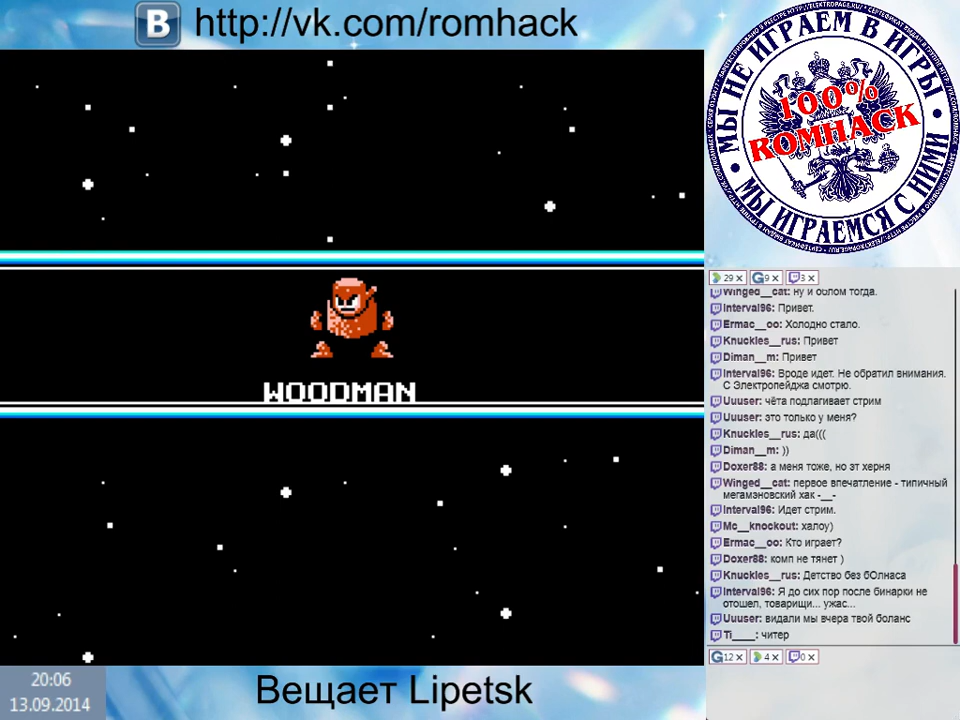 В http://vk.com/romhack
МЫ НЕ ИГРАЕМ В ИГРЫ
100%
ROMHACK
МЫ ИГРАЕМСЯ С НИМИ
29 x 9 x 3 x
Winged__cat: ну и облом тогда.
Interval96: Привет.
Ermac__oo: Холодно стало.
Knuckles__rus: Привет
Diman__m: Привет
Interval96: Вроде идет. Не обратил внимания.
С Электропейджа смотрю.
Uuuser: чёта подлагивает стрим
Uuuser: это только у меня?
Knuckles__rus: да(((
Diman__m: ))
Doxer88: а меня тоже, но эт херня
Winged__cat: первое впечатление - типичный
мегамэновский хак -__-
Interval96: Идет стрим.
Mc__knockout: халоу)
Ermac__oo: Кто играет?
Doxer88: комп не тянет )
Knuckles__rus: Детство без бОлнаса
Interval96: Я до сих пор после бинарки не
отошел, товарищи... ужас...
Uuuser: видали мы вчера твой боланс
Ti____: читер
12 x 4 x 0 x
WOODMAN
20:06
13.09.2014
Вещает Lipetsk